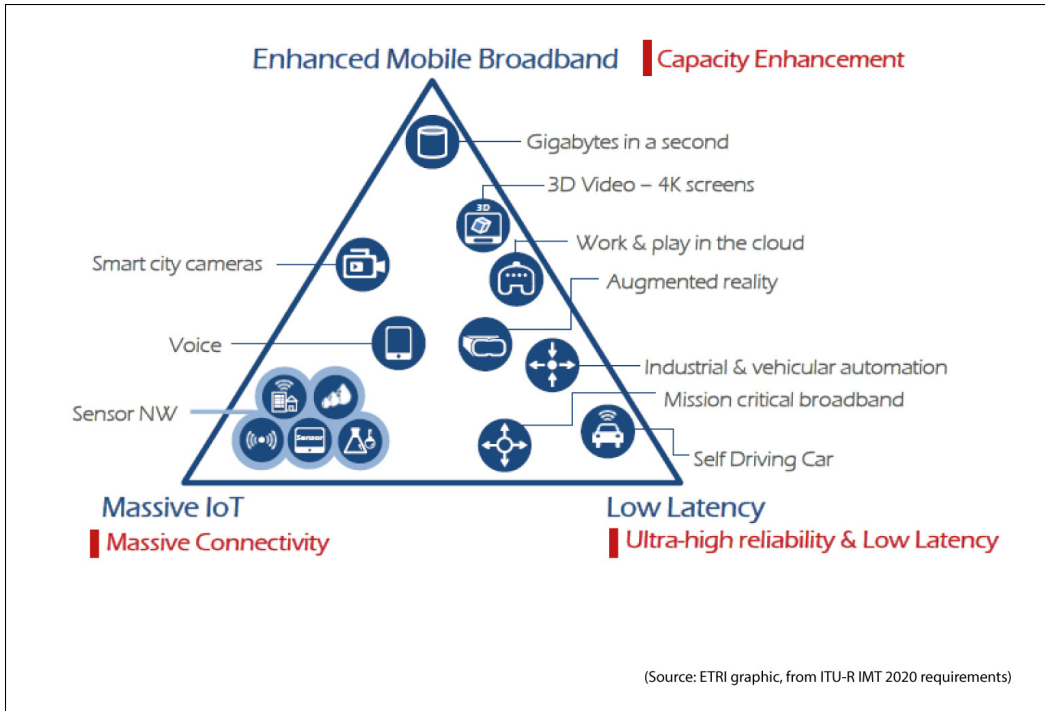 Enhanced Mobile Broadband
Capacity Enhancement
Gigabytes in a second
3D Video – 4K screens
3D
Work & play in the cloud
Smart city cameras
Augmented reality
Voice
Industrial & vehicular automation
Mission critical broadband
Sensor NW
Sensor
Self Driving Car
Massive IoT
Massive Connectivity
Low Latency
Ultra-high reliability & Low Latency
(Source: ETRI graphic, from ITU-R IMT 2020 requirements)